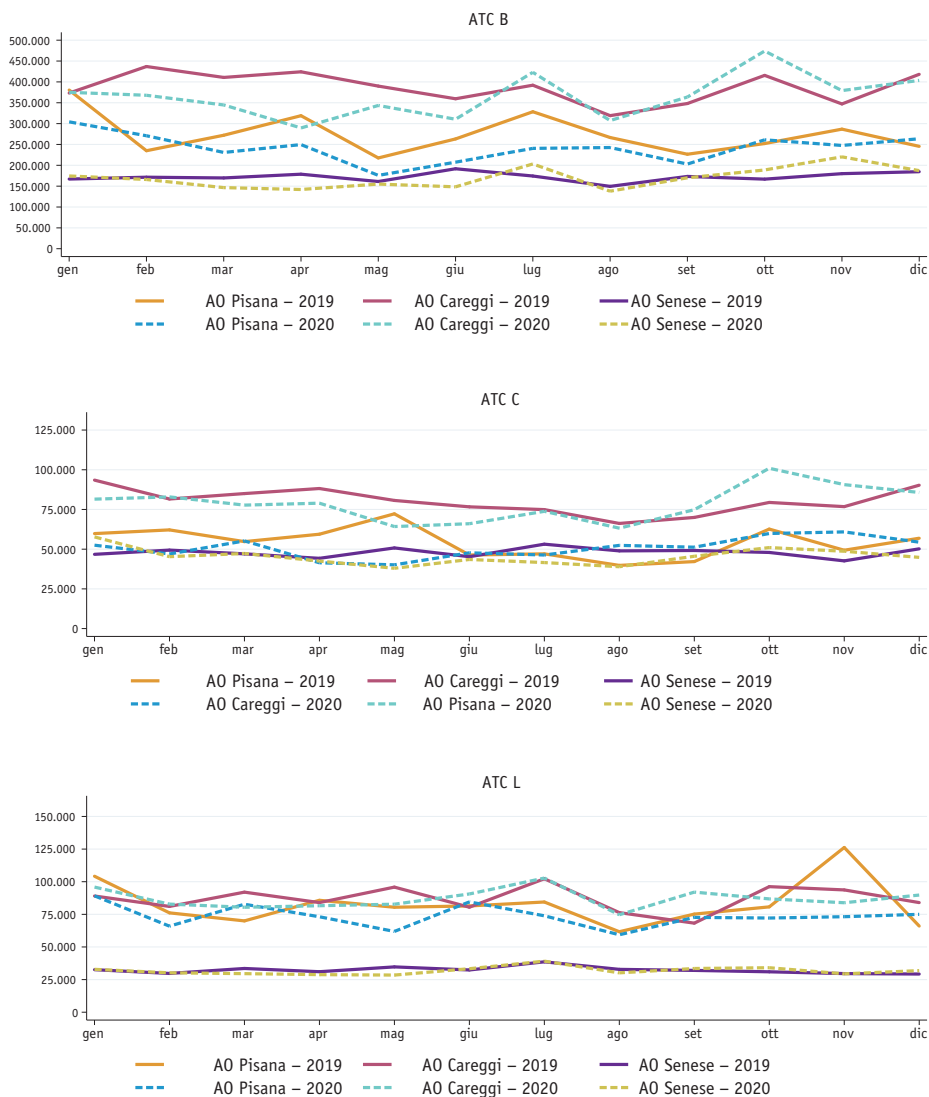 ATC B
500.000
450.000
400.000
350.000
300.000
250.000
200.000
150.000
100.000
50.000
0
gen feb mar apr mag giu lug ago set ott nov dic
AO Pisana – 2019 AO Careggi – 2019 AO Senese – 2019
AO Pisana – 2020 AO Careggi – 2020 AO Senese – 2020
ATC C
125.000
100.000
75.000
50.000
25.000
0
gen feb mar apr mag giu lug ago set ott nov dic
AO Pisana – 2019 AO Careggi – 2019 AO Senese – 2019
AO Careggi – 2020 AO Pisana – 2020 AO Senese – 2020
ATC L
150.000
125.000
100.000
75.000
50.000
25.000
0
gen feb mar apr mag giu lug ago set ott nov dic
AO Pisana – 2019 AO Careggi – 2019 AO Senese – 2019
AO Pisana – 2020 AO Careggi – 2020 AO Senese – 2020